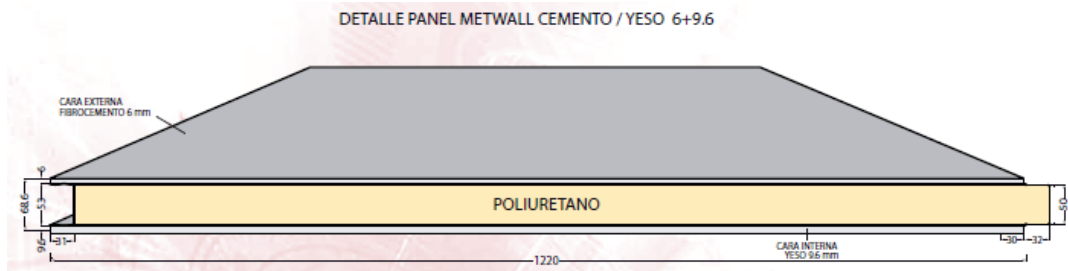 DETALLE PANEL METWALL CEMENTO / YESO 6+9.6
CARA EXTERNA
FIBROCEMENTO 6 mm
6
68.6
53
POLIURETANO
50
9.6
31
30
32
CARA INTERNA
YESO 9.6 mm
1220